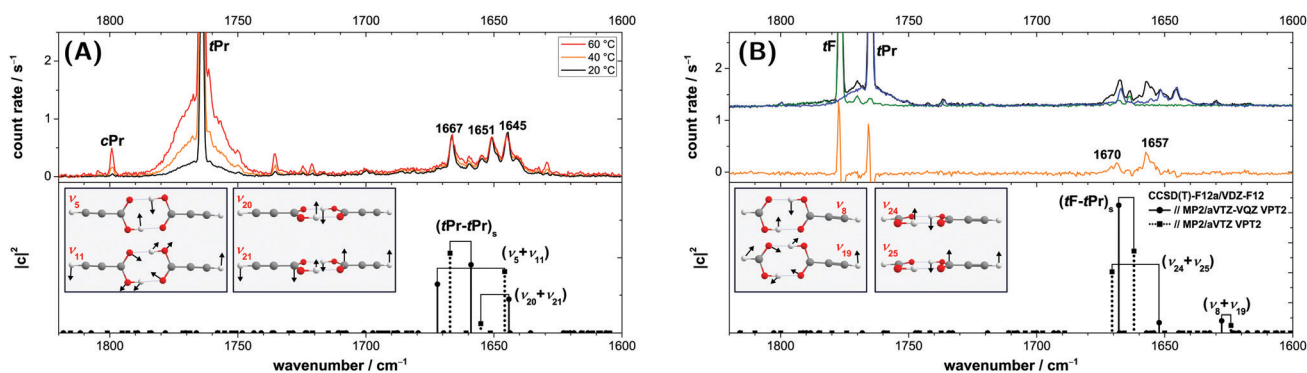 1800 1750 1700 1650 1600
(A)
tPr
60 °C
40 °C
20 °C
count rate / s⁻¹
2
1
0
cPr
1667
1651
1645
ν5
ν20
(tPr-tPr)s
(ν5+ν11)
ν11
ν21
(ν20+ν21)
|c|²
1800 1750 1700 1650 1600
wavenumber / cm⁻¹
1800 1750 1700 1650 1600
(B)
tF
tPr
count rate / s⁻¹
2
1
0
1670
1657
ν8
ν24
(tF-tPr)s
CCSD(T)-F12a/VDZ-F12
// MP2/aVTZ-VQZ VPT2
// MP2/aVTZ VPT2
ν19
ν25
(ν24+ν25)
(ν8+ν19)
|c|²
1800 1750 1700 1650 1600
wavenumber / cm⁻¹